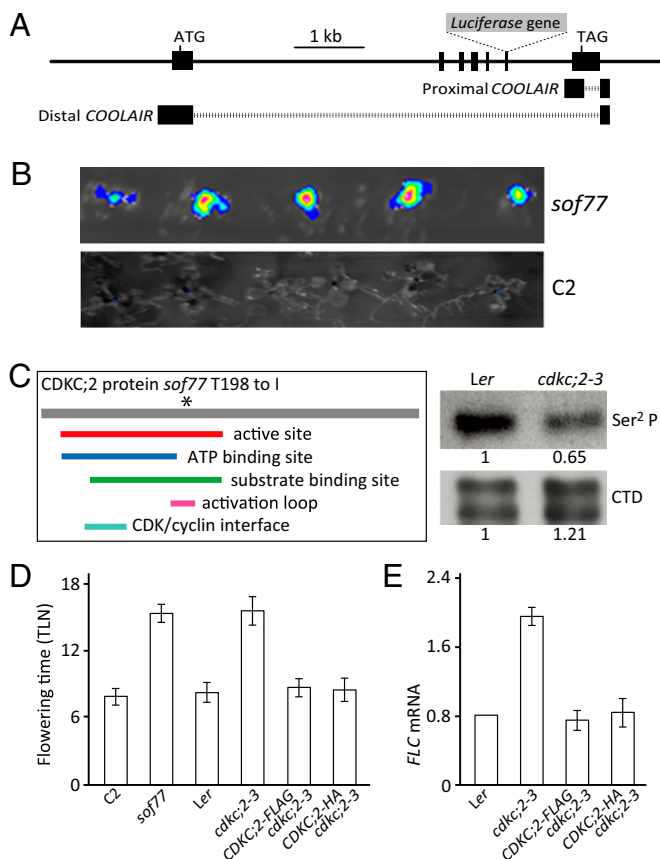 A
ATG
1 kb
Luciferase gene
TAG
Proximal COOLAIR
Distal COOLAIR
B
sof77
C2
C
CDKC;2 protein sof77 T198 to I
*
active site
ATP binding site
substrate binding site
activation loop
CDK/cyclin interface
Ler cdkc;2-3
Ser2 P
1 0.65
CTD
1 1.21
D
Flowering time (TLN)
18
12
6
0
C2
sof77
Ler
cdkc;2-3
CDKC;2-FLAG
cdkc;2-3
CDKC;2-HA
cdkc;2-3
E
FLC mRNA
2.4
1.6
0.8
0
Ler
cdkc;2-3
CDKC;2-FLAG
cdkc;2-3
CDKC;2-HA
cdkc;2-3